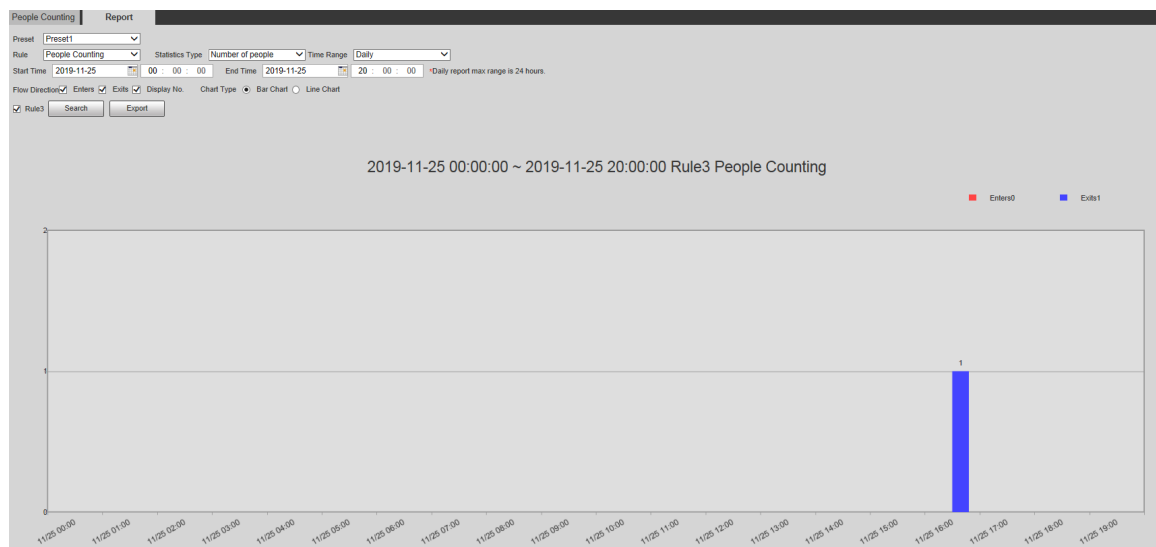 People Counting Report
Preset Preset1
Rule People Counting Statistics Type Number of people Time Range Daily
Start Time 2019-11-25 00 : 00 : 00 End Time 2019-11-25 20 : 00 : 00 *Daily report max range is 24 hours.
Flow Direction Enters Exits Display No. Chart Type Bar Chart Line Chart
Rule3 Search Export
2019-11-25 00:00:00 ~ 2019-11-25 20:00:00 Rule3 People Counting
Enters0 Exits1
2
1
1
0
11/25 00:00 11/25 01:00 11/25 02:00 11/25 03:00 11/25 04:00 11/25 05:00 11/25 06:00 11/25 07:00 11/25 08:00 11/25 09:00 11/25 10:00 11/25 11:00 11/25 12:00 11/25 13:00 11/25 14:00 11/25 15:00 11/25 16:00 11/25 17:00 11/25 18:00 11/25 19:00